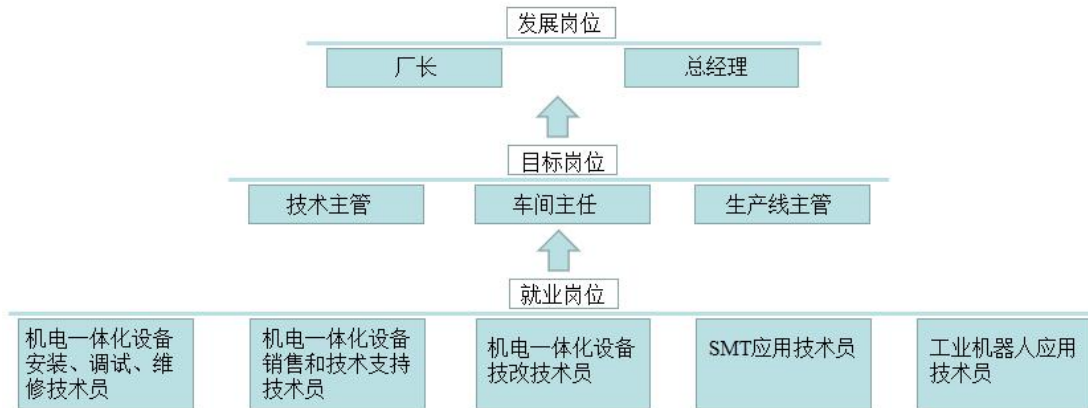 发展岗位
厂长
总经理
目标岗位
技术主管
车间主任
生产线主管
就业岗位
机电一体化设备
安装、调试、维
修技术员
机电一体化设备
销售和技术支持
技术员
机电一体化设备
技改技术员
SMT应用技术员
工业机器人应用
技术员